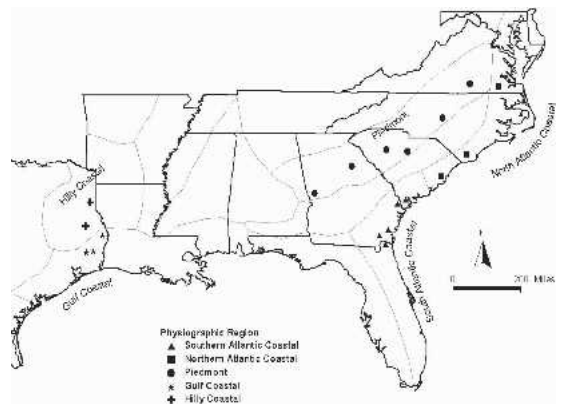 Piedmont
North Atlantic Coastal
Hilly Coastal
South Atlantic Coastal
Gulf Coastal
0 200 Miles
Physiographic Region
Southern Atlantic Coastal
Northern Atlantic Coastal
Piedmont
Gulf Coastal
Hilly Coastal